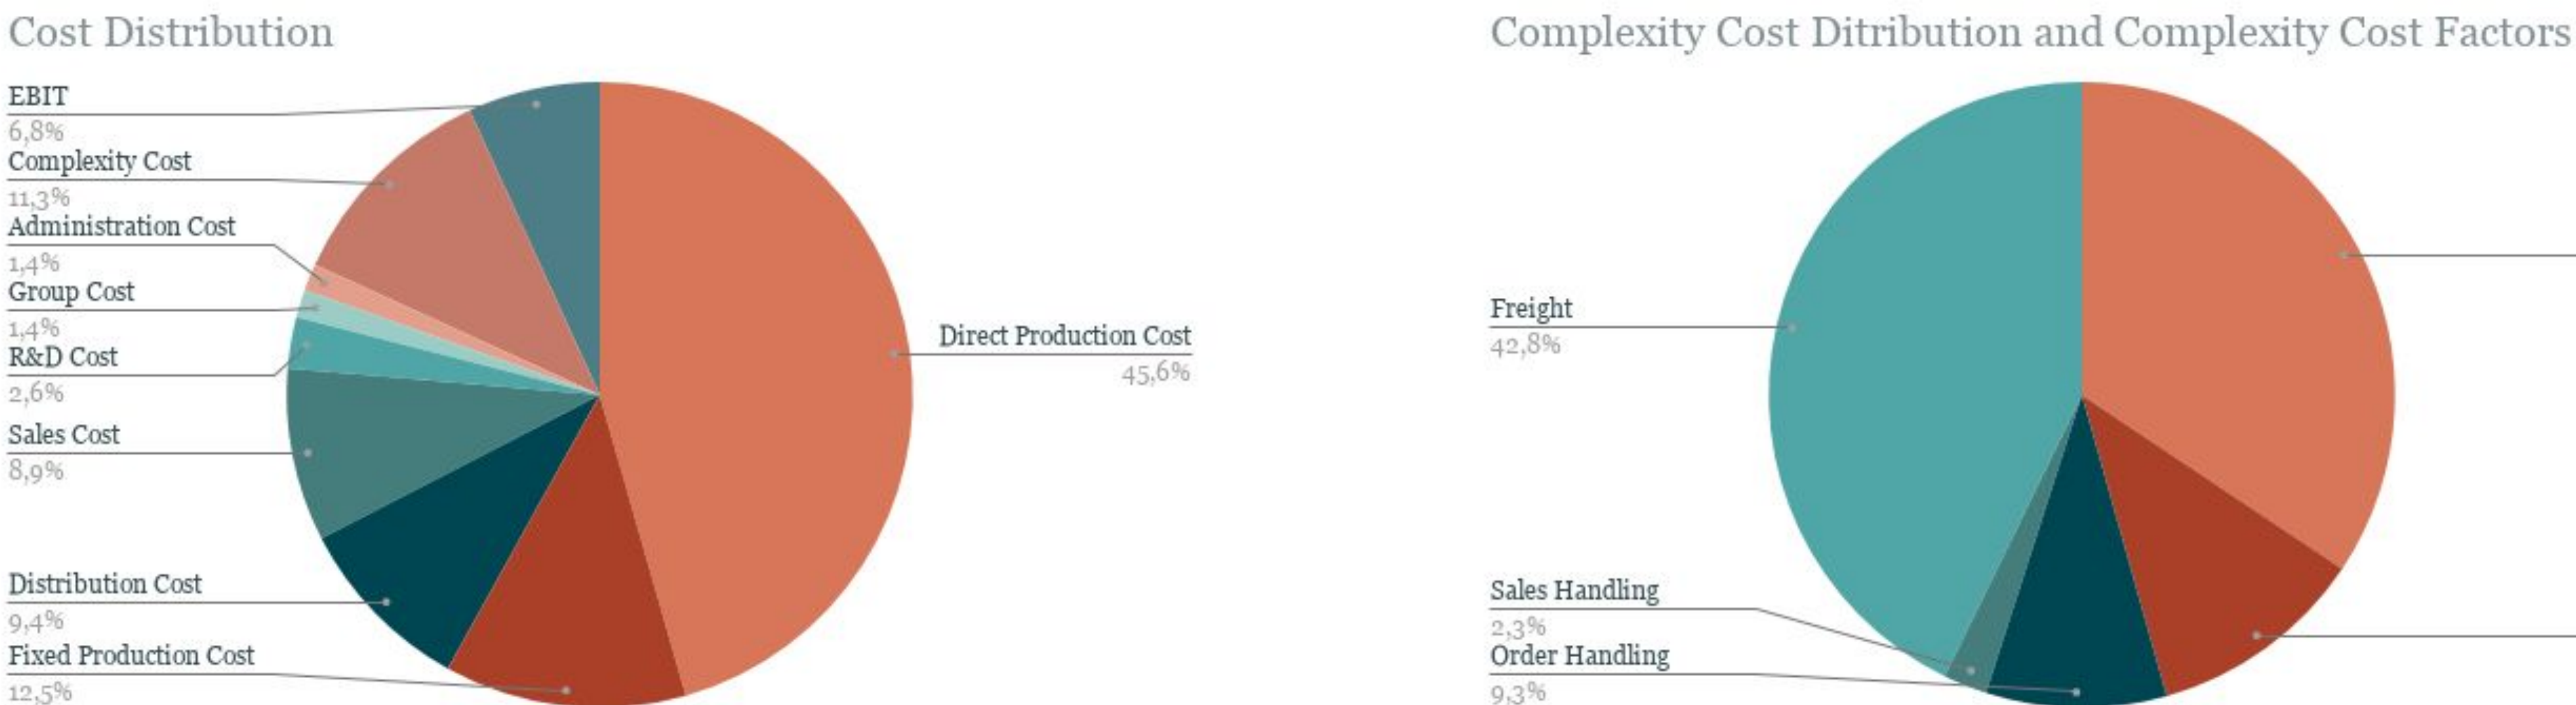 Cost Distribution
EBIT
6,8%
Complexity Cost
11,3%
Administration Cost
1,4%
Group Cost
1,4%
R&D Cost
2,6%
Sales Cost
8,9%
Distribution Cost
9,4%
Fixed Production Cost
12,5%
Direct Production Cost
45,6%
Complexity Cost Ditribution and Complexity Cost Factors
Freight
42,8%
Sales Handling
2,3%
Order Handling
9,3%